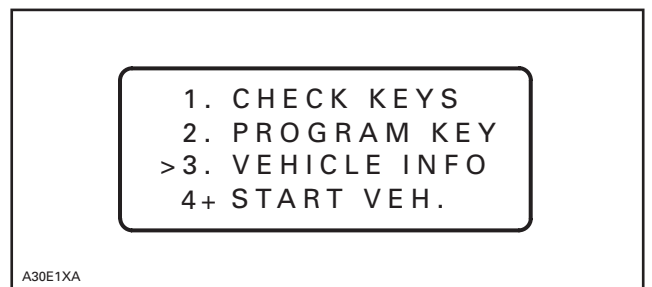 1. CHECK KEYS
2. PROGRAM KEY
>3. VEHICLE INFO
4+ START VEH.
A30E1XA